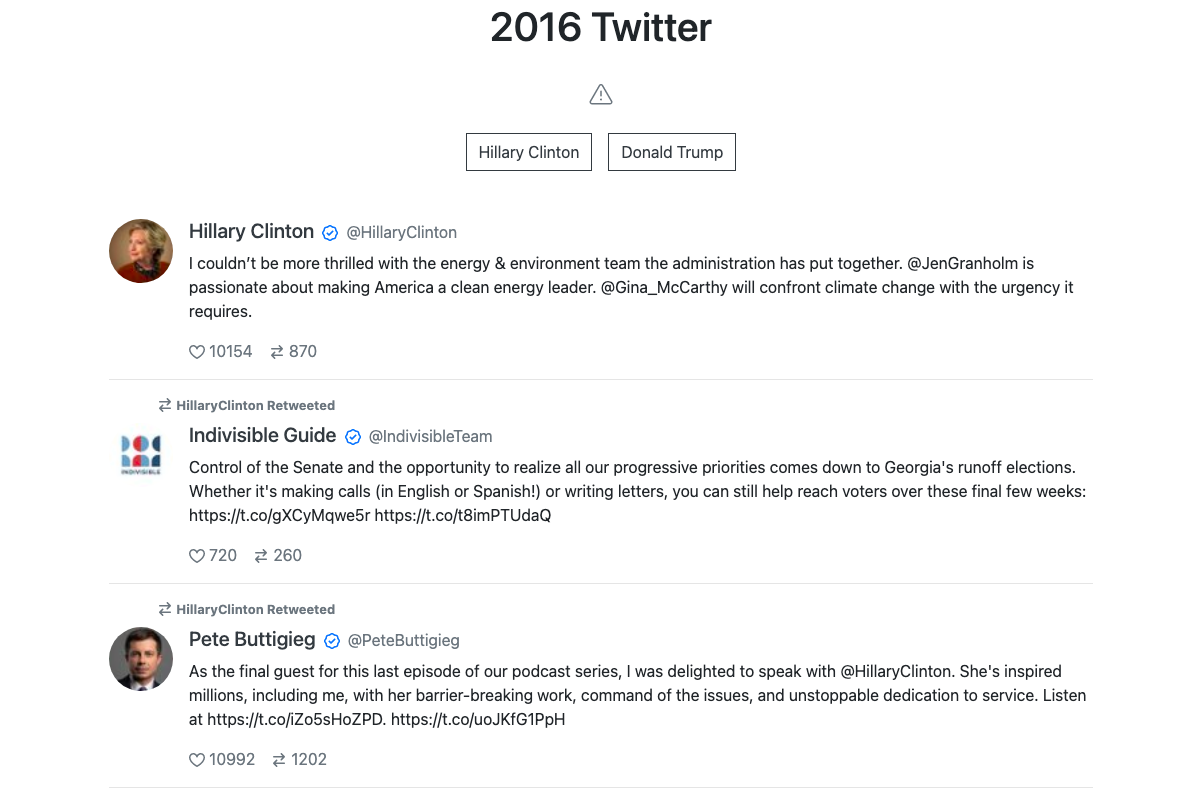 2016 Twitter
Hillary Clinton
Donald Trump
Hillary Clinton @HillaryClinton
I couldn’t be more thrilled with the energy & environment team the administration has put together. @JenGranholm is
passionate about making America a clean energy leader. @Gina_McCarthy will confront climate change with the urgency it
requires.
10154 870
HillaryClinton Retweeted
Indivisible Guide @IndivisibleTeam
INDIVISIBLE
Control of the Senate and the opportunity to realize all our progressive priorities comes down to Georgia's runoff elections.
Whether it's making calls (in English or Spanish!) or writing letters, you can still help reach voters over these final few weeks:
https://t.co/gXCyMqwe5r https://t.co/t8imPTUdaQ
720 260
HillaryClinton Retweeted
Pete Buttigieg @PeteButtigieg
As the final guest for this last episode of our podcast series, I was delighted to speak with @HillaryClinton. She's inspired
millions, including me, with her barrier-breaking work, command of the issues, and unstoppable dedication to service. Listen
at https://t.co/iZo5sHoZPD. https://t.co/uoJKfG1PpH
10992 1202